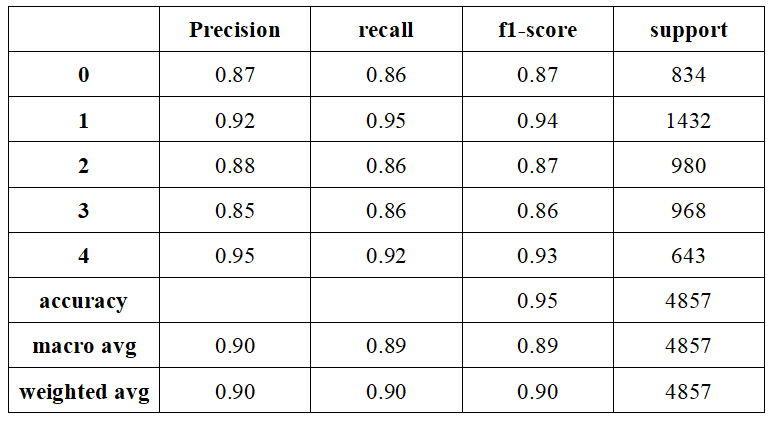 Precision recall f1-score support
0 0.87 0.86 0.87 834
1 0.92 0.95 0.94 1432
2 0.88 0.86 0.87 980
3 0.85 0.86 0.86 968
4 0.95 0.92 0.93 643
accuracy 0.95 4857
macro avg 0.90 0.89 0.89 4857
weighted avg 0.90 0.90 0.90 4857